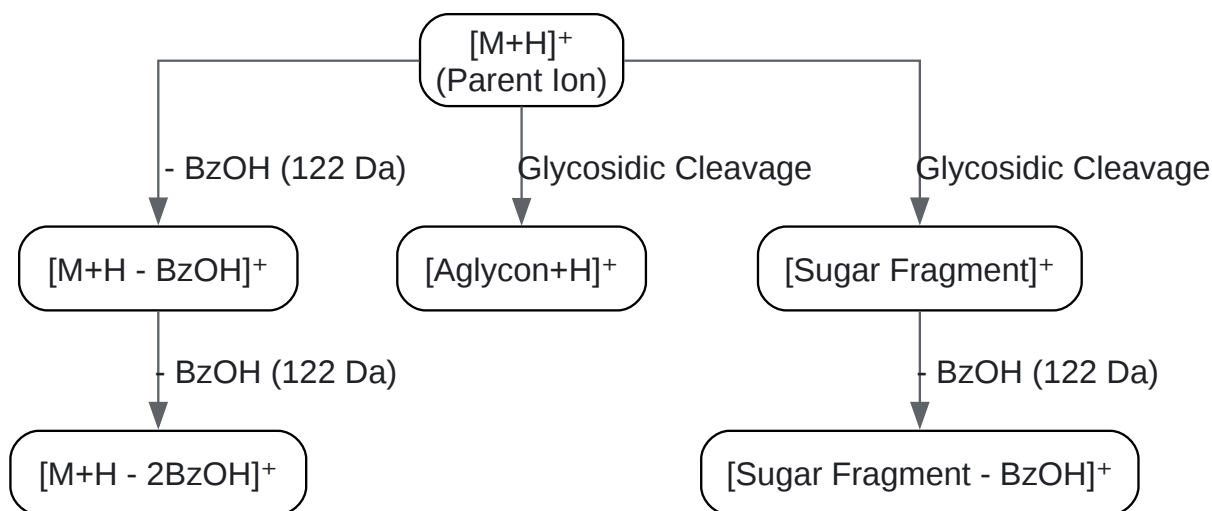 [M+H]⁺
(Parent Ion)
- BzOH (122 Da)
Glycosidic Cleavage
Glycosidic Cleavage
[M+H - BzOH]⁺
[Aglycon+H]⁺
[Sugar Fragment]⁺
- BzOH (122 Da)
- BzOH (122 Da)
[M+H - 2BzOH]⁺
[Sugar Fragment - BzOH]⁺